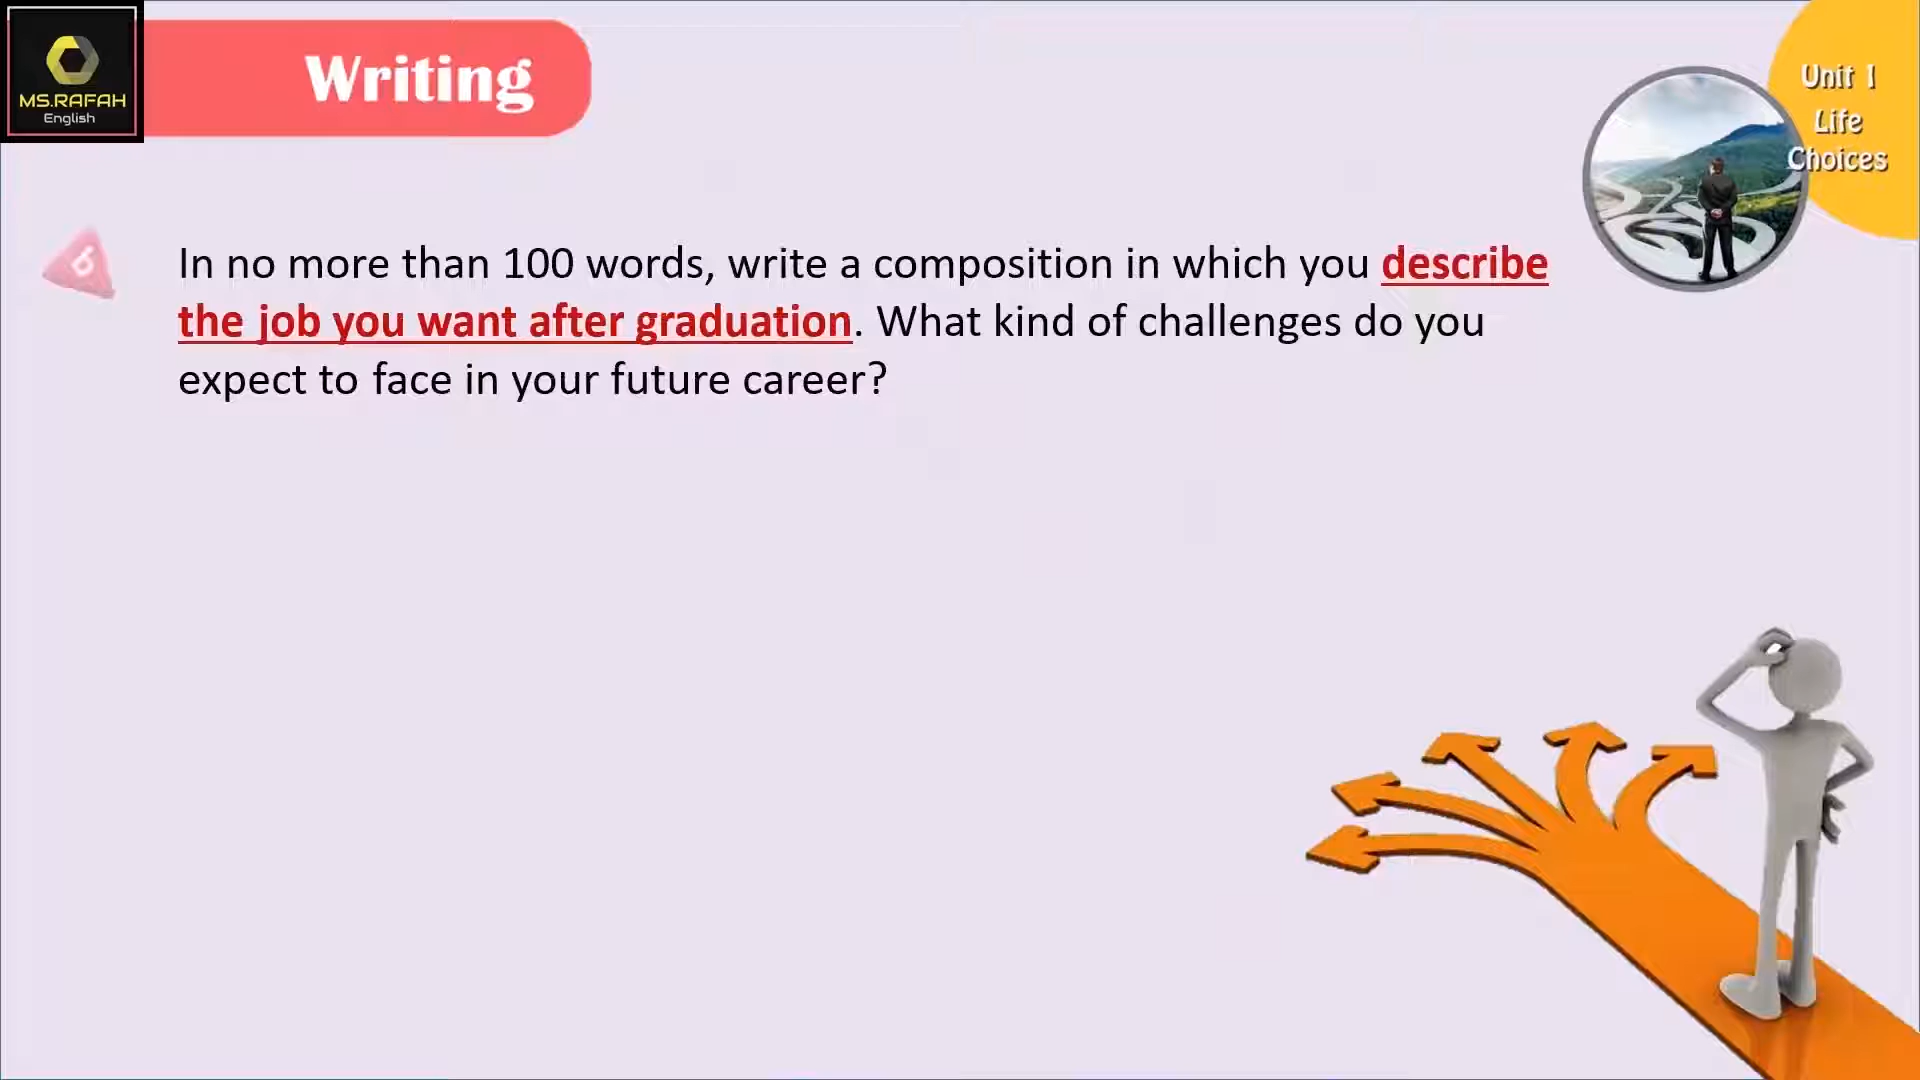 MS.RAFAH
English
Writing
Unit 1
Life
Choices
6
In no more than 100 words, write a composition in which you describe
the job you want after graduation. What kind of challenges do you
expect to face in your future career?